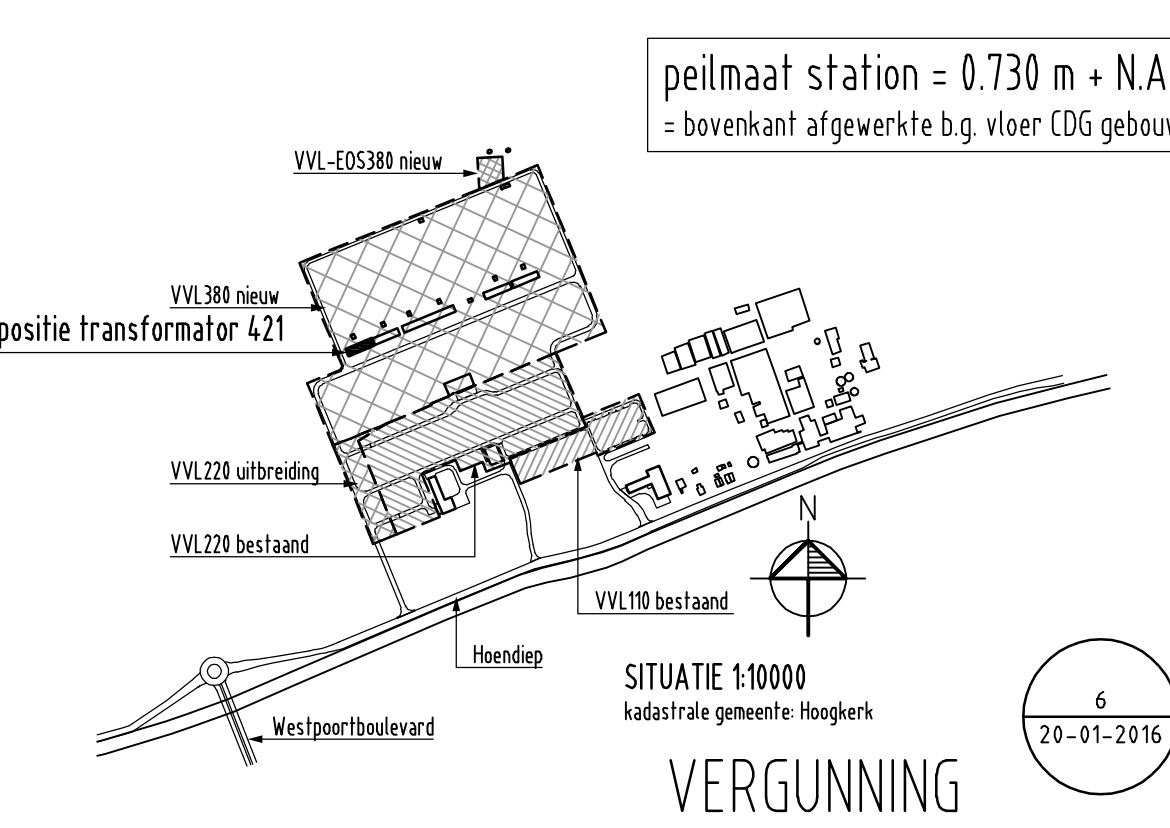 peilmaat station = 0.730 m + N.A
= bovenkant afgewerkte b.g. vloer CDG gebouw
VVL-EOS380 nieuw
VVL380 nieuw
positie transformator 421
VVL220 uitbreiding
VVL220 bestaand
N
VVL110 bestaand
Hoendiep
SITUATIE 1:10000
kadastrale gemeente: Hoogkerk
6
20-01-2016
Westpoortboulevard
VERGUNNING